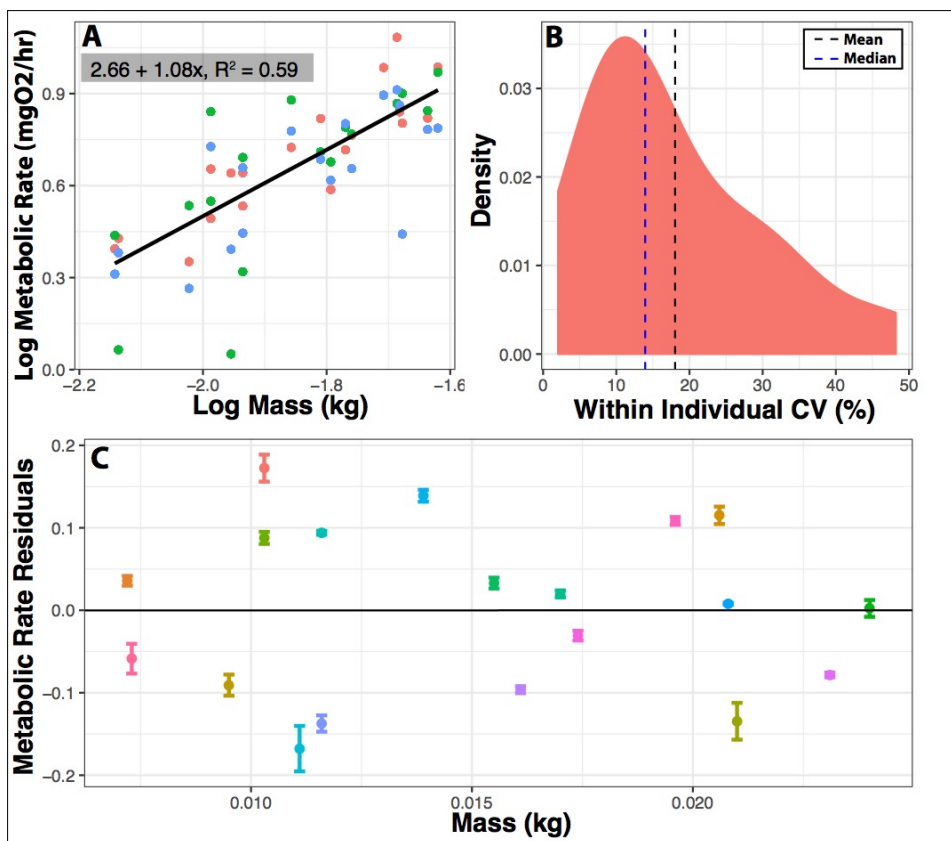 A
2.66 + 1.08x, R² = 0.59
Log Metabolic Rate (mgO2/hr)
0.9
0.6
0.3
0.0
−2.2
−2.0
−1.8
−1.6
Log Mass (kg)
B
Mean
Median
Density
0.03
0.02
0.01
0.00
0
10
20
30
40
50
Within Individual CV (%)
C
Metabolic Rate Residuals
0.2
0.1
0.0
−0.1
−0.2
0.010
0.015
0.020
Mass (kg)